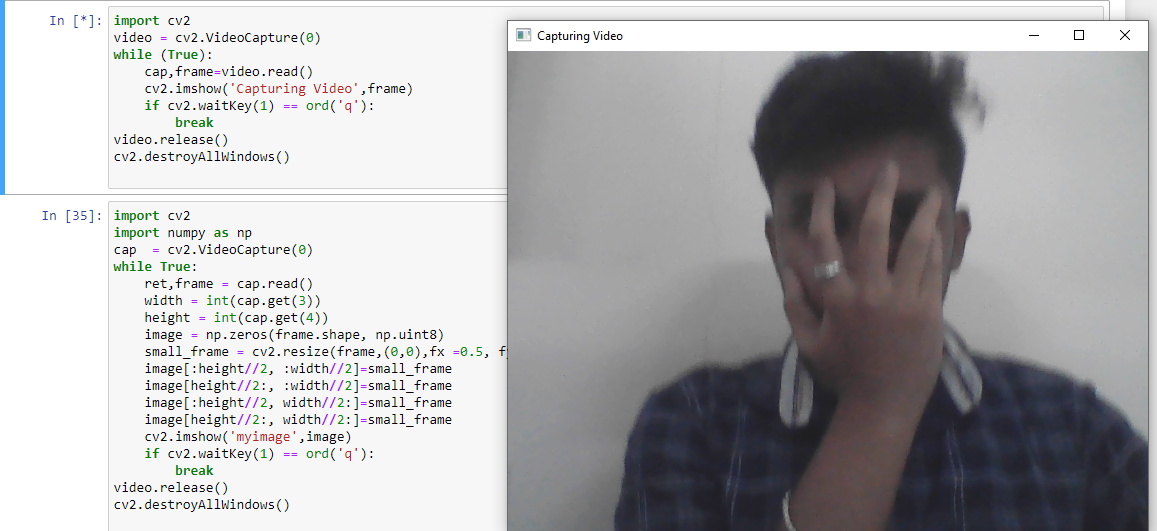 In [*]:
import cv2
video = cv2.VideoCapture(0)
while (True):
    cap,frame=video.read()
    cv2.imshow('Capturing Video',frame)
    if cv2.waitKey(1) == ord('q'):
        break
video.release()
cv2.destroyAllWindows()
Capturing Video
In [35]:
import cv2
import numpy as np
cap  = cv2.VideoCapture(0)
while True:
    ret,frame = cap.read()
    width = int(cap.get(3))
    height = int(cap.get(4))
    image = np.zeros(frame.shape, np.uint8)
    small_frame = cv2.resize(frame,(0,0),fx =0.5,
    image[:height//2, :width//2]=small_frame
    image[height//2:, :width//2]=small_frame
    image[:height//2, width//2:]=small_frame
    image[height//2:, width//2:]=small_frame
    cv2.imshow('myimage',image)
    if cv2.waitKey(1) == ord('q'):
        break
video.release()
cv2.destroyAllWindows()